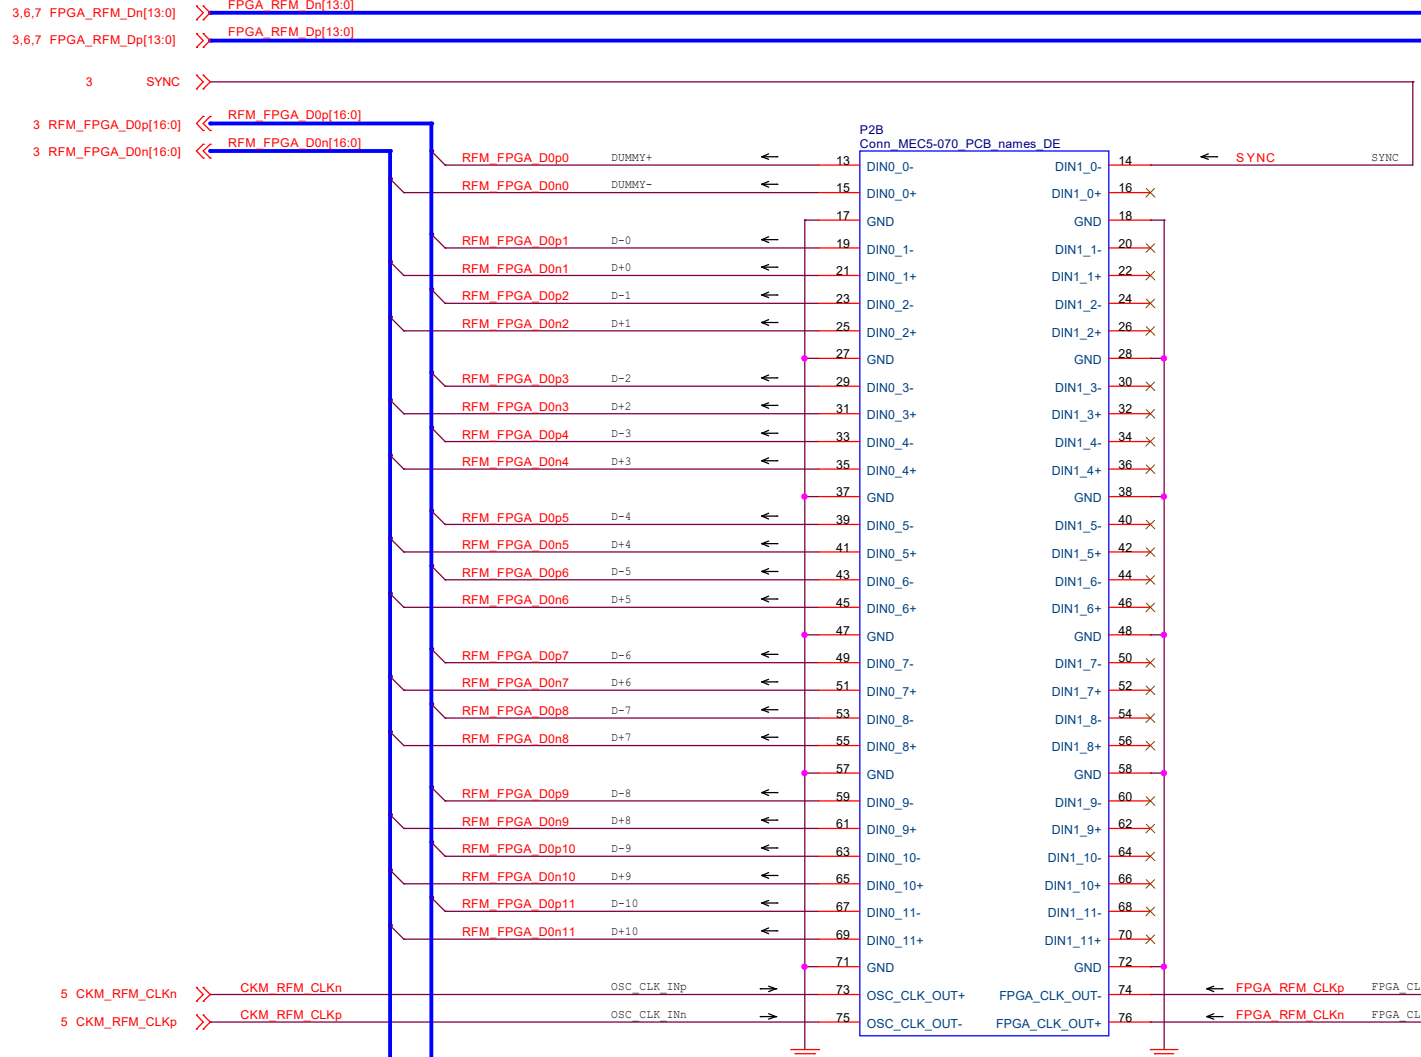 3,6,7 FPGA_RFM_Dn[13:0] FPGA_RFM_Dn[13:0]
3,6,7 FPGA_RFM_Dp[13:0] FPGA_RFM_Dp[13:0]
3 SYNC
3 RFM_FPGA_D0p[16:0] RFM_FPGA_D0p[16:0]
3 RFM_FPGA_D0n[16:0] RFM_FPGA_D0n[16:0]
P2B
Conn_MEC5-070_PCB_names_DE
RFM_FPGA_D0p0 DUMMY+ 13 DIN0_0- DIN1_0- 14 SYNC SYNC
RFM_FPGA_D0n0 DUMMY- 15 DIN0_0+ DIN1_0+ 16
17 GND GND 18
RFM_FPGA_D0p1 D-0 19 DIN0_1- DIN1_1- 20
RFM_FPGA_D0n1 D+0 21 DIN0_1+ DIN1_1+ 22
RFM_FPGA_D0p2 D-1 23 DIN0_2- DIN1_2- 24
RFM_FPGA_D0n2 D+1 25 DIN0_2+ DIN1_2+ 26
27 GND GND 28
RFM_FPGA_D0p3 D-2 29 DIN0_3- DIN1_3- 30
RFM_FPGA_D0n3 D+2 31 DIN0_3+ DIN1_3+ 32
RFM_FPGA_D0p4 D-3 33 DIN0_4- DIN1_4- 34
RFM_FPGA_D0n4 D+3 35 DIN0_4+ DIN1_4+ 36
37 GND GND 38
RFM_FPGA_D0p5 D-4 39 DIN0_5- DIN1_5- 40
RFM_FPGA_D0n5 D+4 41 DIN0_5+ DIN1_5+ 42
RFM_FPGA_D0p6 D-5 43 DIN0_6- DIN1_6- 44
RFM_FPGA_D0n6 D+5 45 DIN0_6+ DIN1_6+ 46
47 GND GND 48
RFM_FPGA_D0p7 D-6 49 DIN0_7- DIN1_7- 50
RFM_FPGA_D0n7 D+6 51 DIN0_7+ DIN1_7+ 52
RFM_FPGA_D0p8 D-7 53 DIN0_8- DIN1_8- 54
RFM_FPGA_D0n8 D+7 55 DIN0_8+ DIN1_8+ 56
57 GND GND 58
RFM_FPGA_D0p9 D-8 59 DIN0_9- DIN1_9- 60
RFM_FPGA_D0n9 D+8 61 DIN0_9+ DIN1_9+ 62
RFM_FPGA_D0p10 D-9 63 DIN0_10- DIN1_10- 64
RFM_FPGA_D0n10 D+9 65 DIN0_10+ DIN1_10+ 66
RFM_FPGA_D0p11 D-10 67 DIN0_11- DIN1_11- 68
RFM_FPGA_D0n11 D+10 69 DIN0_11+ DIN1_11+ 70
71 GND GND 72
5 CKM_RFM_CLKn CKM_RFM_CLKn OSC_CLK_INp 73 OSC_CLK_OUT+ FPGA_CLK_OUT- 74 FPGA_RFM_CLKp FPGA_CL
5 CKM_RFM_CLKp CKM_RFM_CLKp OSC_CLK_INn 75 OSC_CLK_OUT- FPGA_CLK_OUT+ 76 FPGA_RFM_CLKn FPGA_CL